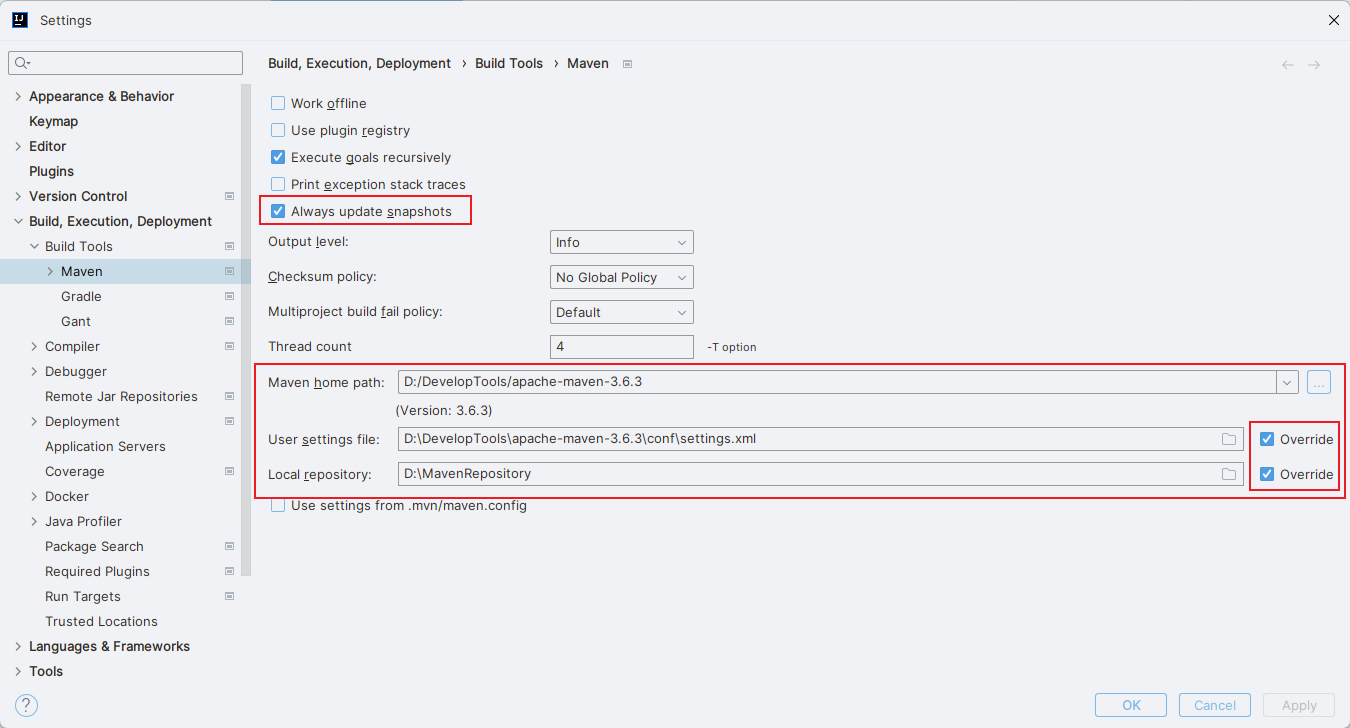 Settings
Build, Execution, Deployment › Build Tools › Maven
Appearance & Behavior
Keymap
Editor
Plugins
Version Control
Build, Execution, Deployment
Build Tools
Maven
Gradle
Gant
Compiler
Debugger
Remote Jar Repositories
Deployment
Application Servers
Coverage
Docker
Java Profiler
Package Search
Required Plugins
Run Targets
Trusted Locations
Languages & Frameworks
Tools
Work offline
Use plugin registry
Execute goals recursively
Print exception stack traces
Always update snapshots
Output level: Info
Checksum policy: No Global Policy
Multiproject build fail policy: Default
Thread count 4 -T option
Maven home path: D:/DevelopTools/apache-maven-3.6.3 ...
(Version: 3.6.3)
User settings file: D:\DevelopTools\apache-maven-3.6.3\conf\settings.xml Override
Local repository: D:\MavenRepository Override
Use settings from .mvn/maven.config
? OK Cancel Apply